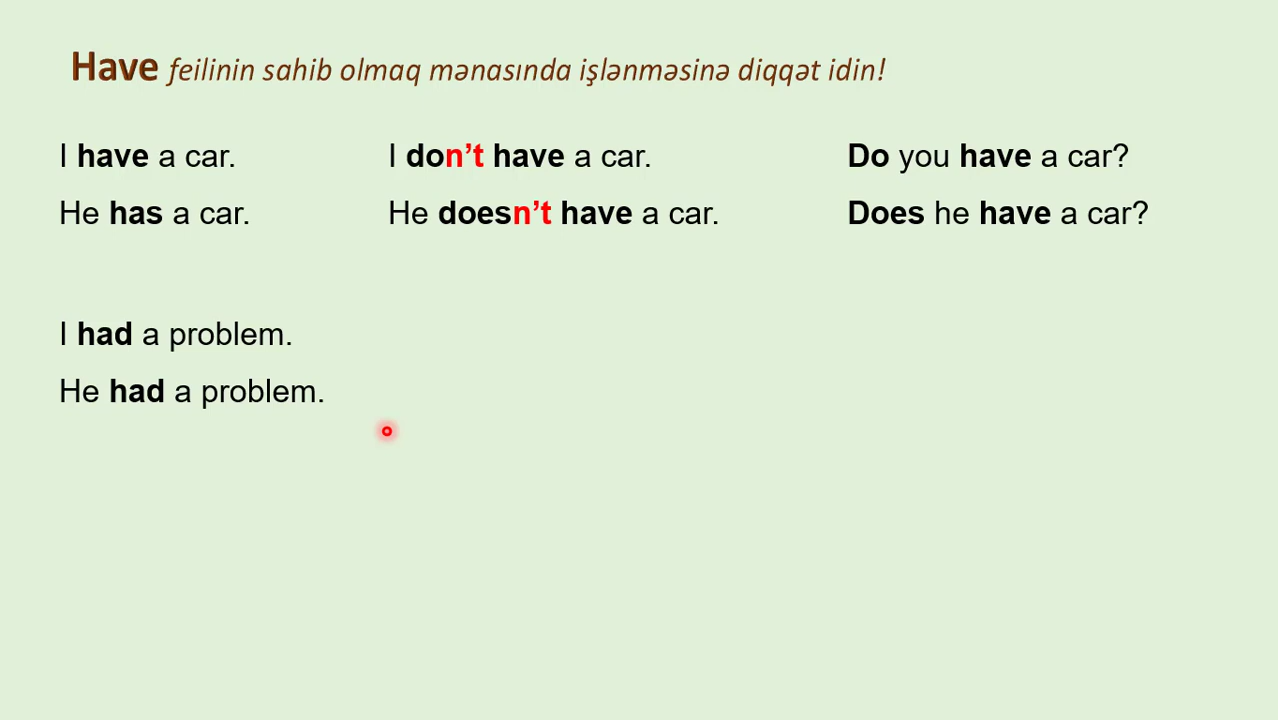 Have feilinin sahib olmaq mənasında işlənməsinə diqqət idin!
I have a car. I don’t have a car. Do you have a car?
He has a car. He doesn’t have a car. Does he have a car?
I had a problem.
He had a problem.